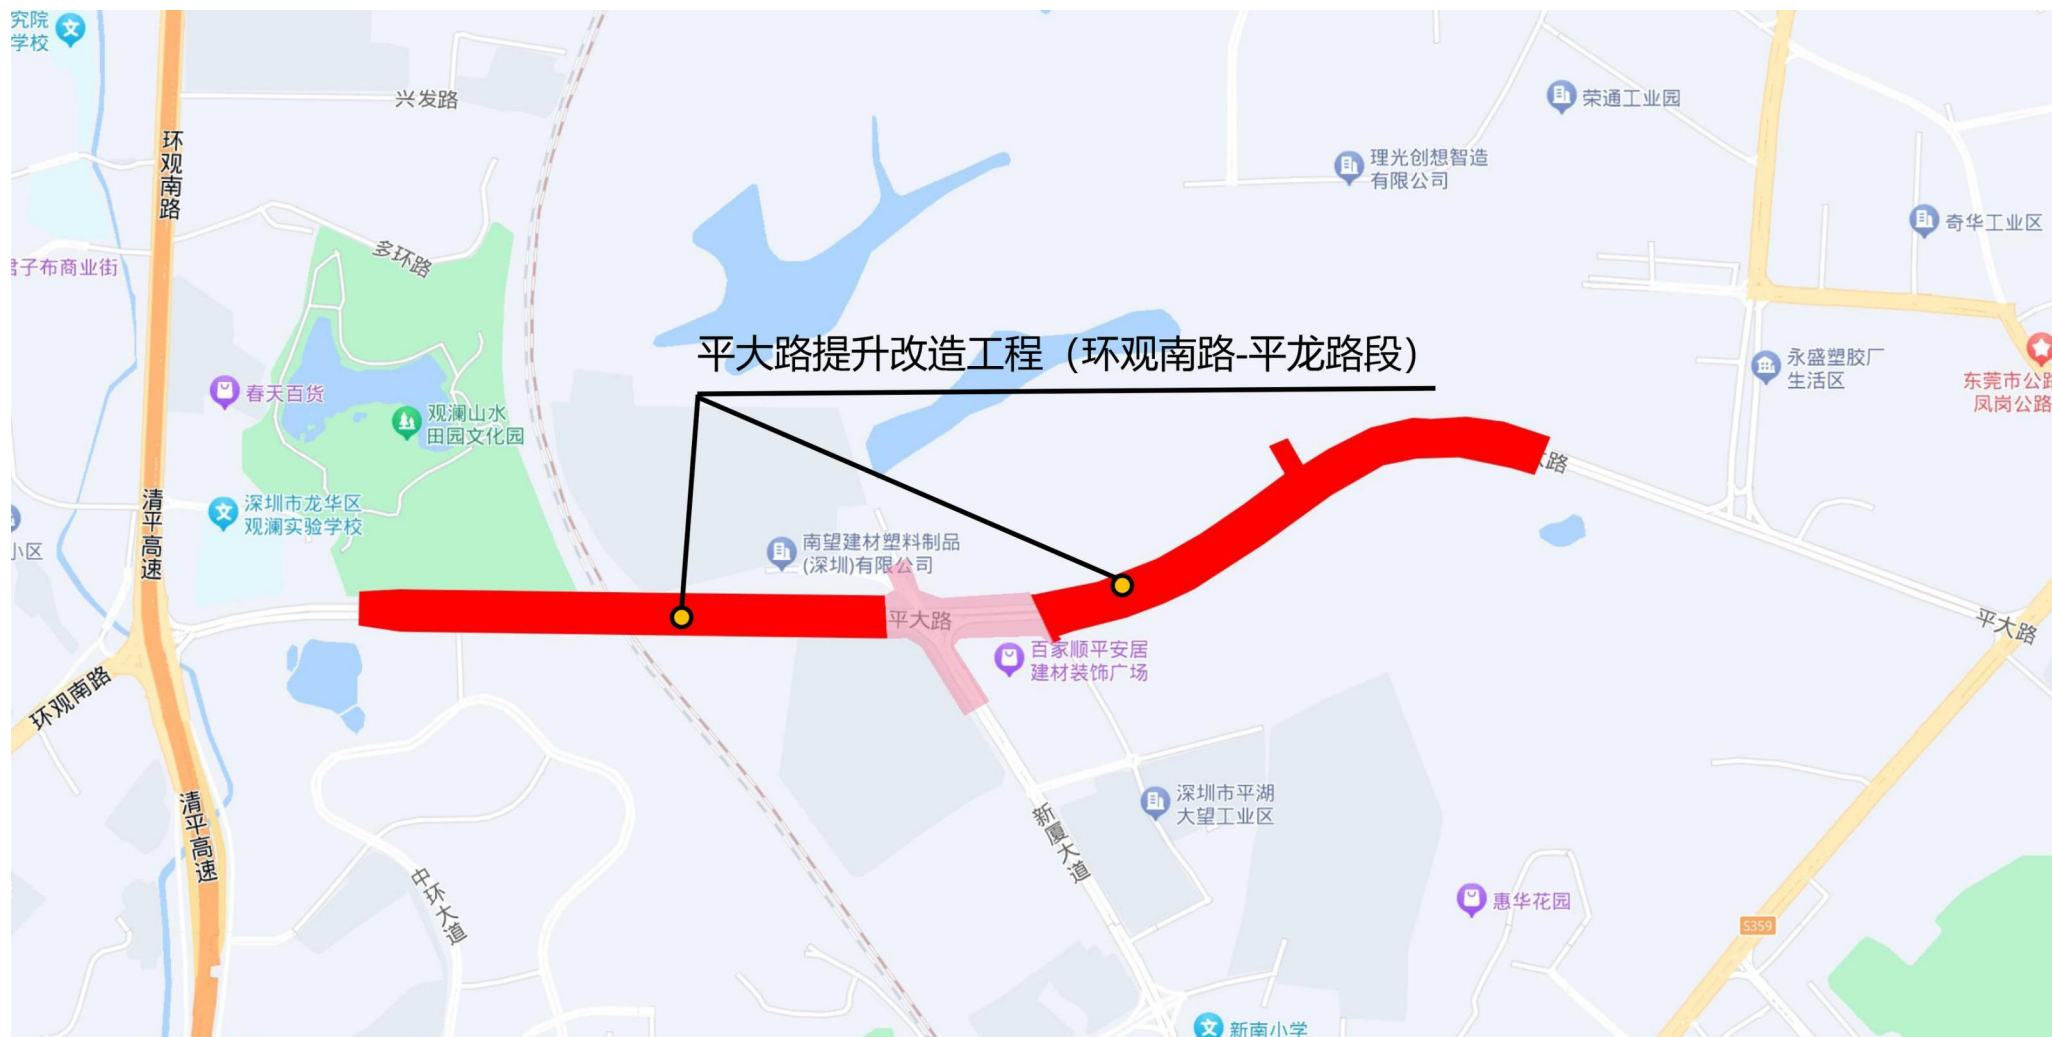 究院
学校
兴发路
荣通工业园
环观南路
理光创想智造
有限公司
奇华工业区
多环路
子布商业街
平大路提升改造工程（环观南路-平龙路段）
永盛塑胶厂
生活区
东莞市公路
凤岗公路
春天百货
观澜山水
田园文化园
路
清平高速
深圳市龙华区
观澜实验学校
小区
南望建材塑料制品
(深圳)有限公司
平大路
平大路
百家顺平安居
建材装饰广场
环观南路
清平高速
深圳市平湖
大望工业区
新厦大道
中环大道
惠华花园
S359
新南小学